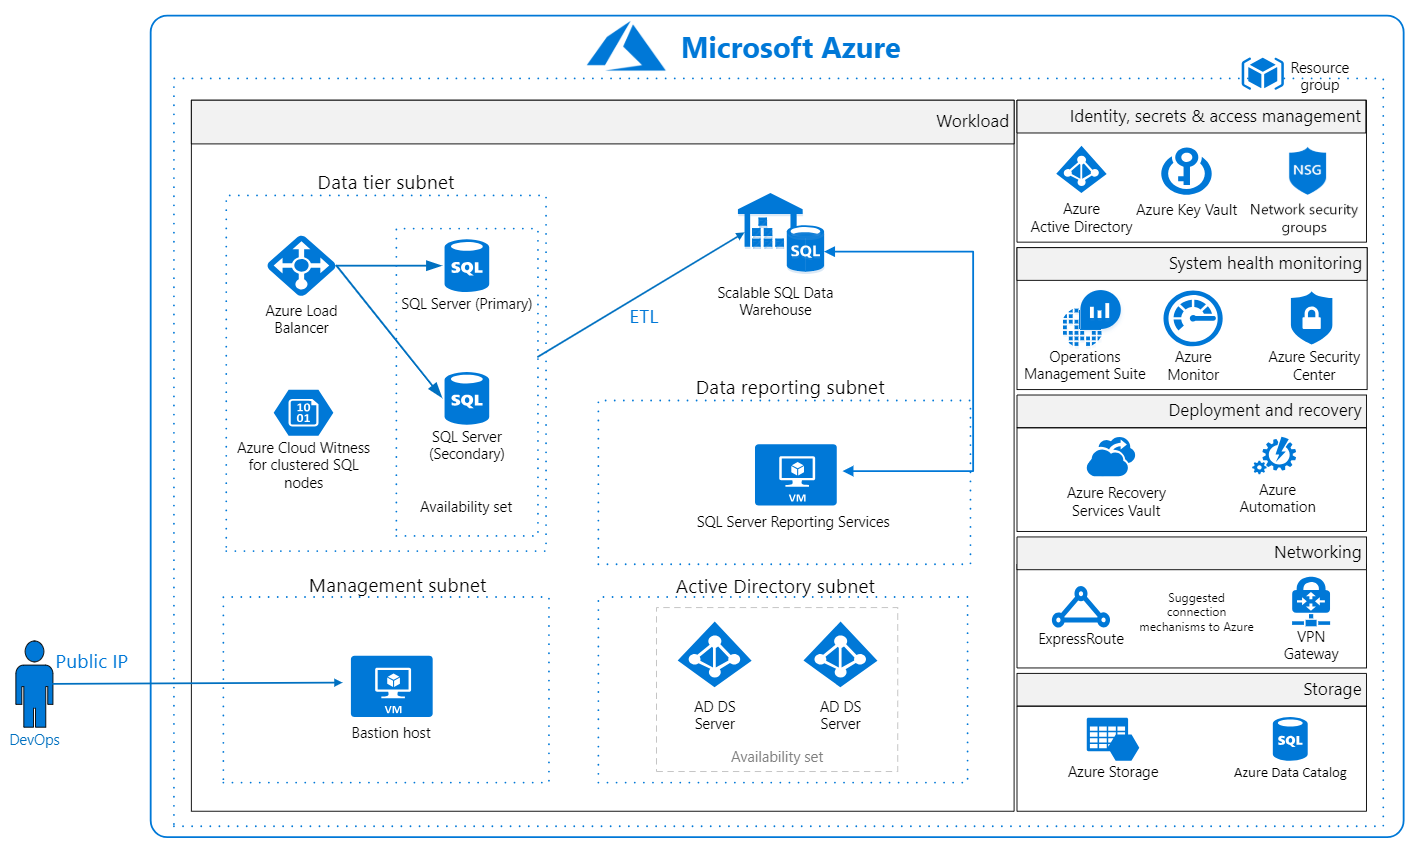 Microsoft Azure
Resource
group
Workload
Data tier subnet
Azure Load
Balancer
SQL
SQL Server (Primary)
SQL
SQL Server
(Secondary)
Availability set
10
01
Azure Cloud Witness
for clustered SQL
nodes
ETL
SQL
Scalable SQL Data
Warehouse
Data reporting subnet
VM
SQL Server Reporting Services
Management subnet
Public IP
DevOps
VM
Bastion host
Active Directory subnet
AD DS
Server
AD DS
Server
Availability set
Identity, secrets & access management
Azure
Active Directory
Azure Key Vault
NSG
Network security
groups
System health monitoring
Operations
Management Suite
Azure
Monitor
Azure Security
Center
Deployment and recovery
Azure Recovery
Services Vault
Azure
Automation
Networking
ExpressRoute
Suggested
connection
mechanisms to Azure
VPN
Gateway
Storage
Azure Storage
SQL
Azure Data Catalog